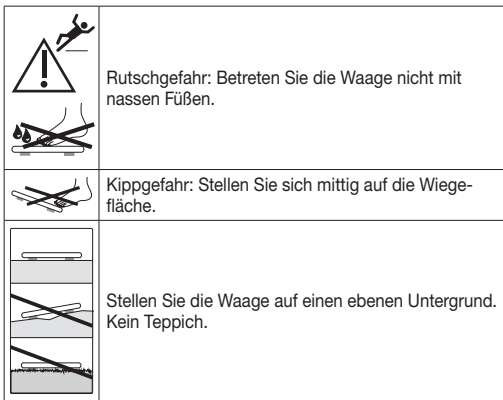 Rutschgefahr: Betreten Sie die Waage nicht mit
nassen Füßen.
Kippgefahr: Stellen Sie sich mittig auf die Wiege-
fläche.
Stellen Sie die Waage auf einen ebenen Untergrund.
Kein Teppich.